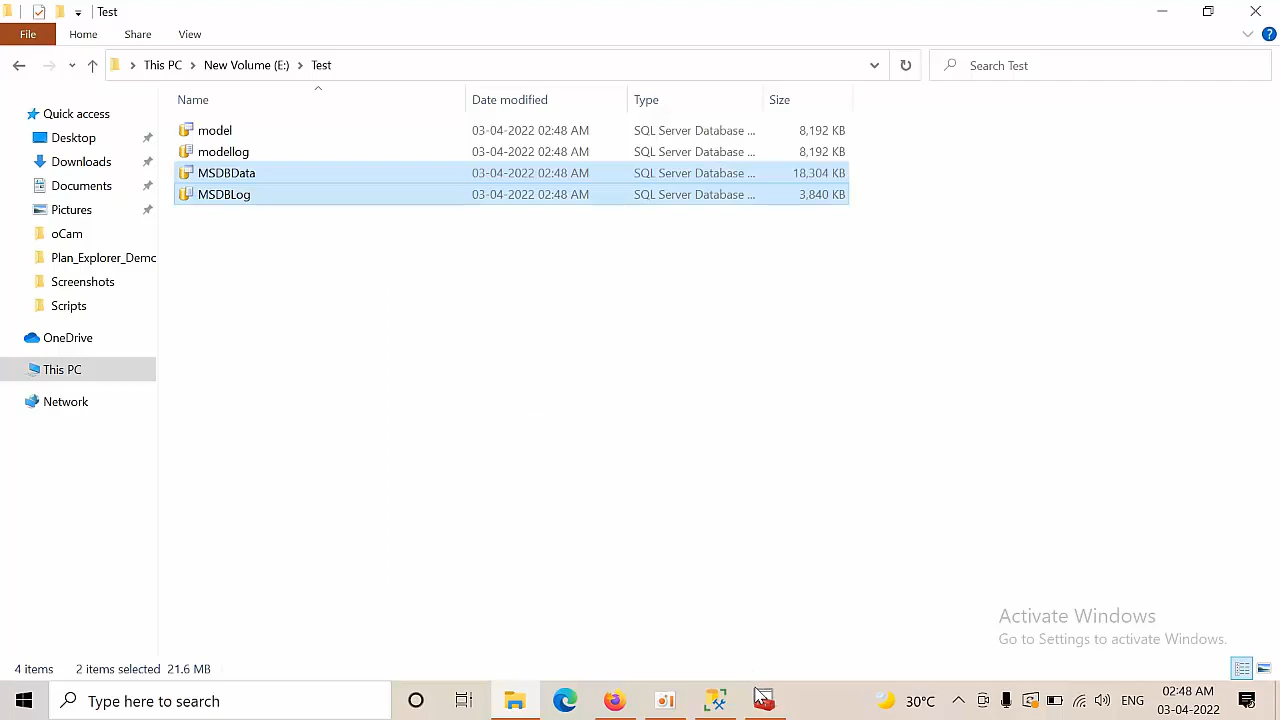 Test
File Home Share View
This PC New Volume (E:) Test Search Test
Name Date modified Type Size
model 03-04-2022 02:48 AM SQL Server Database ... 8,192 KB
modellog 03-04-2022 02:48 AM SQL Server Database ... 8,192 KB
MSDBData 03-04-2022 02:48 AM SQL Server Database ... 18,304 KB
MSDBLog 03-04-2022 02:48 AM SQL Server Database ... 3,840 KB
Quick access
Desktop
Downloads
Documents
Pictures
oCam
Plan_Explorer_Demo
Screenshots
Scripts
OneDrive
This PC
Network
Activate Windows
Go to Settings to activate Windows.
4 items 2 items selected 21.6 MB
Type here to search 30°C ENG 02:48 AM
03-04-2022